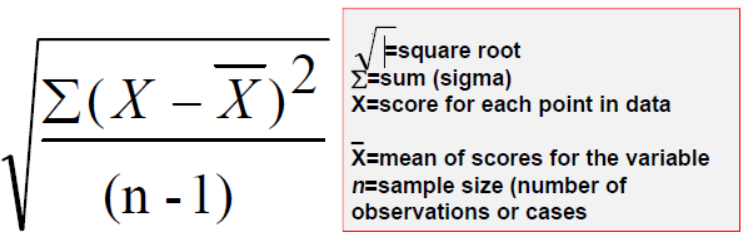 √Σ(X – X̅)²
(n - 1)
√=square root
Σ=sum (sigma)
X=score for each point in data
X̅=mean of scores for the variable
n=sample size (number of
observations or cases